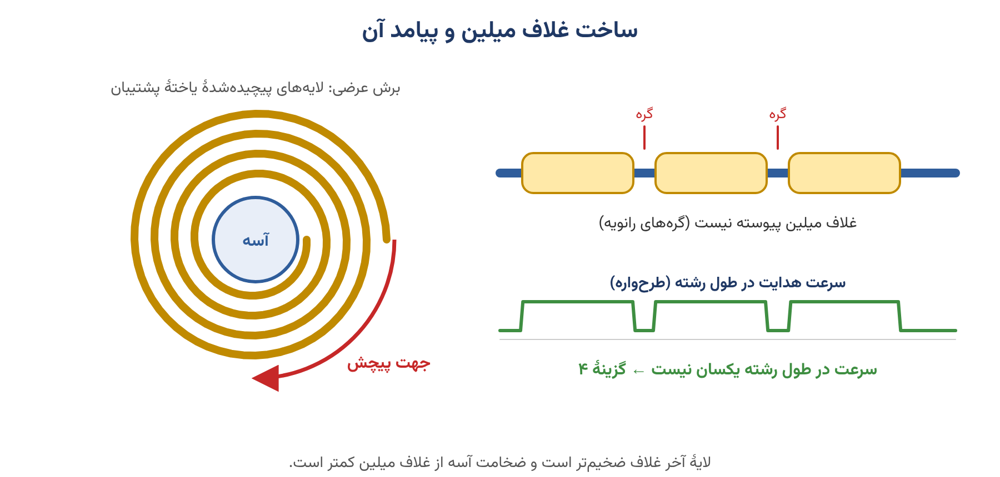 ساخت غلاف میلین و پیامد آن
برش عرضی: لایه‌های پیچیده‌شدهٔ یاختهٔ پشتیبان
آسه
جهت پیچش
گره
گره
غلاف میلین پیوسته نیست (گره‌های رانویه)
سرعت هدایت در طول رشته (طرح‌واره)
سرعت در طول رشته یکسان نیست ← گزینهٔ ۴
لایهٔ آخر غلاف ضخیم‌تر است و ضخامت آسه از غلاف میلین کمتر است.